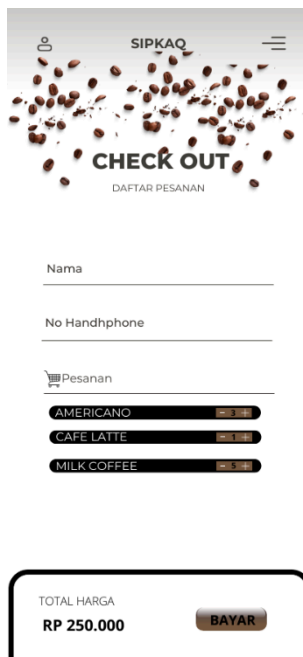 SIPKAQ
CHECK OUT
DAFTAR PESANAN
Nama
No Handhphone
Pesanan
AMERICANO - 3 +
CAFE LATTE - 1 +
MILK COFFEE - 5 +
TOTAL HARGA
RP 250.000
BAYAR